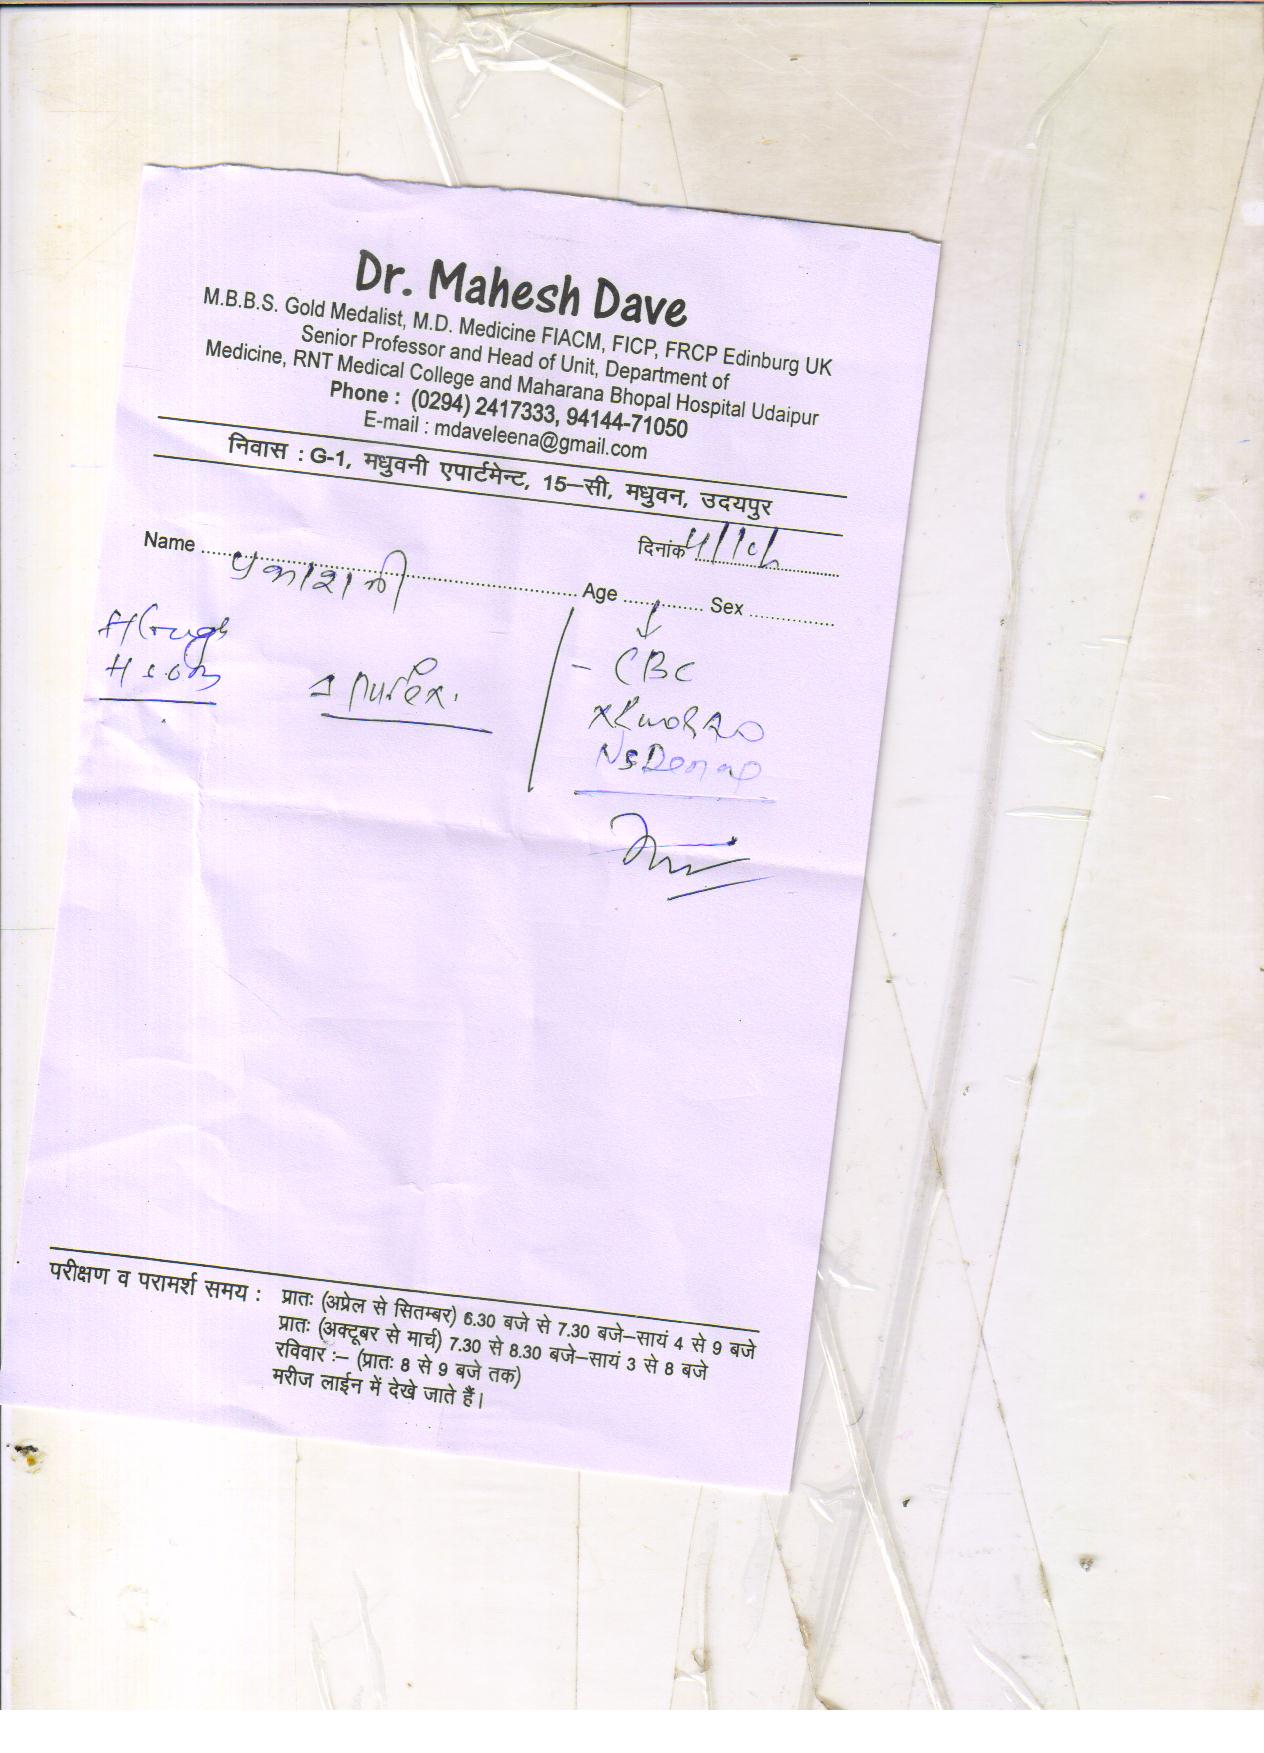 Dr. Mahesh Dave
M.B.B.S. Gold Medalist, M.D. Medicine FIACM, FICP, FRCP Edinburg UK
Senior Professor and Head of Unit, Department of
Medicine, RNT Medical College and Maharana Bhopal Hospital Udaipur
Phone : (0294) 2417333, 94144-71050
E-mail : mdaveleena@gmail.com
निवास : G-1, मधुवनी एपार्टमेन्ट, 15–सी, मधुवन, उदयपुर
दिनांक
Name Age Sex
- CBC
परीक्षण व परामर्श समय : प्रातः (अप्रेल से सितम्बर) 6.30 बजे से 7.30 बजे–सायं 4 से 9 बजे
प्रातः (अक्टूबर से मार्च) 7.30 से 8.30 बजे–सायं 3 से 8 बजे
रविवार :– (प्रातः 8 से 9 बजे तक)
मरीज लाईन में देखे जाते हैं।